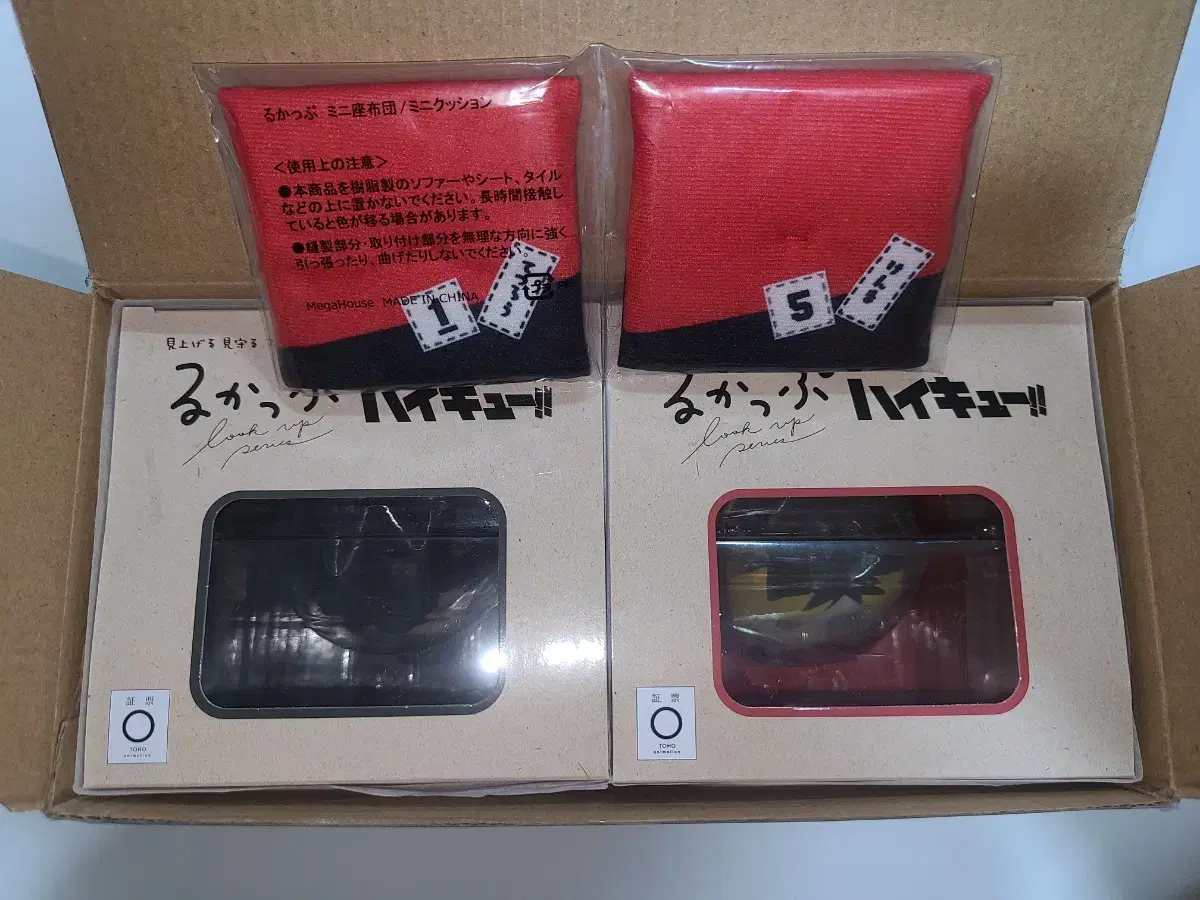 るかっぷ ミニ座布団/ミニクッション
<使用上の注意>
●本商品を樹脂製のソファーやシート、タイル
などの上に置かないでください。長時間接触し
ていると色が移る場合があります。
●縫製部分・取り付け部分を無理な方向に強く
引っ張ったり、曲げたりしないでください。
MegaHouse MADE IN CHINA
1
5
見上げる 見守る
るかっぷ ハイキュー!!
look up
series
証票
TOHO
animation
るかっぷ ハイキュー!!
look up
series
証票
TOHO
animation